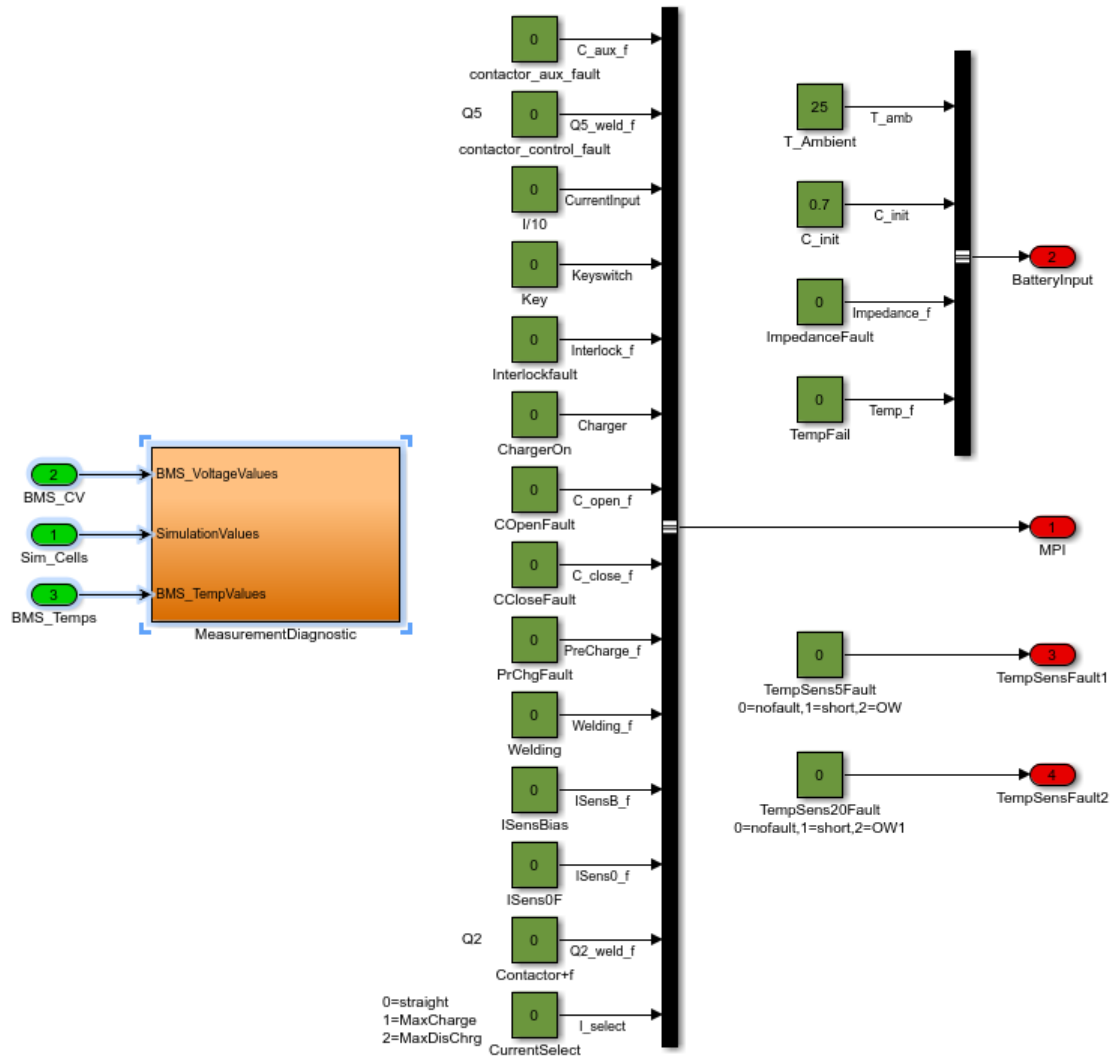 0
C_aux_f
contactor_aux_fault
Q5
0
Q5_weld_f
contactor_control_fault
0
CurrentInput
I/10
0
Keyswitch
Key
0
Interlock_f
Interlockfault
0
Charger
ChargerOn
0
C_open_f
COpenFault
0
C_close_f
CCloseFault
0
PreCharge_f
PrChgFault
0
Welding_f
Welding
0
ISensB_f
ISensBias
0
ISens0_f
ISens0F
Q2
0
Q2_weld_f
Contactor+f
0=straight
1=MaxCharge
2=MaxDisChrg
0
I_select
CurrentSelect
2
BMS_CV
BMS_VoltageValues
1
Sim_Cells
SimulationValues
3
BMS_Temps
BMS_TempValues
MeasurementDiagnostic
25
T_amb
T_Ambient
0.7
C_init
C_init
0
Impedance_f
ImpedanceFault
0
Temp_f
TempFail
2
BatteryInput
1
MPI
0
TempSens5Fault
0=nofault,1=short,2=OW
3
TempSensFault1
0
TempSens20Fault
0=nofault,1=short,2=OW1
4
TempSensFault2